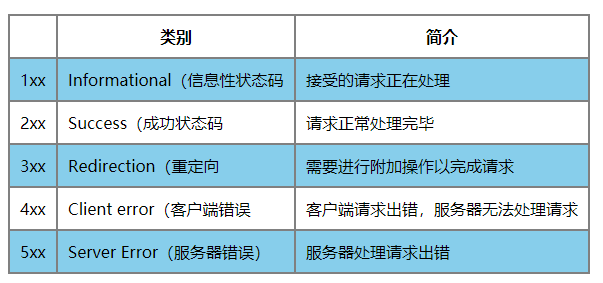 类别 简介
1xx Informational（信息性状态码 接受的请求正在处理
2xx Success（成功状态码 请求正常处理完毕
3xx Redirection（重定向 需要进行附加操作以完成请求
4xx Client error（客户端错误 客户端请求出错，服务器无法处理请求
5xx Server Error（服务器错误） 服务器处理请求出错